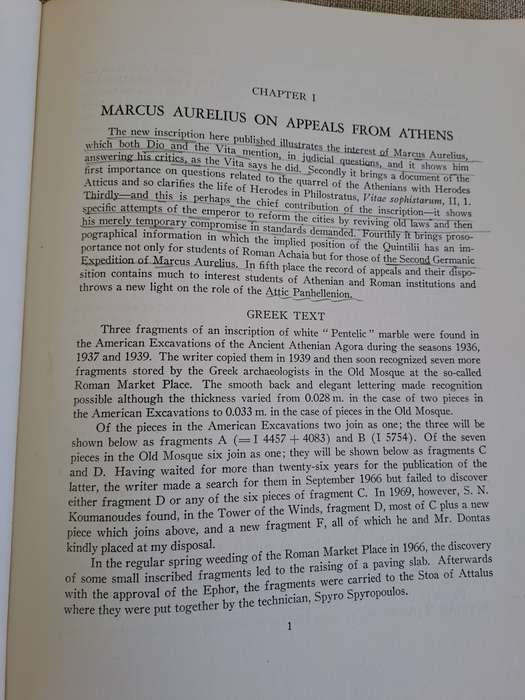 CHAPTER I
MARCUS AURELIUS ON APPEALS FROM ATHENS
The new inscription here published illustrates the interest of Marcus Aurelius,
which both Dio and the Vita mention, in judicial questions, and it shows him
answering his critics, as the Vita says he did. Secondly it brings a document of the
first importance on questions related to the quarrel of the Athenians with Herodes
Atticus and so clarifies the life of Herodes in Philostratus, Vitae sophistarum, II, 1.
Thirdly—and this is perhaps the chief contribution of the inscription—it shows
specific attempts of the emperor to reform the cities by reviving old laws and then
his merely temporary compromise in standards demanded. Fourthly it brings proso-
pographical information in which the implied position of the Quintilii has an im-
portance not only for students of Roman Achaia but for those of the Second Germanic
Expedition of Marcus Aurelius. In fifth place the record of appeals and their dispo-
sition contains much to interest students of Athenian and Roman institutions and
throws a new light on the role of the Attic Panhellenion.
GREEK TEXT
Three fragments of an inscription of white "Pentelic" marble were found in
the American Excavations of the Ancient Athenian Agora during the seasons 1936,
1937 and 1939. The writer copied them in 1939 and then soon recognized seven more
fragments stored by the Greek archaeologists in the Old Mosque at the so-called
Roman Market Place. The smooth back and elegant lettering made recognition
possible although the thickness varied from 0.028 m. in the case of two pieces in
the American Excavations to 0.033 m. in the case of pieces in the Old Mosque.
Of the pieces in the American Excavations two join as one; the three will be
shown below as fragments A (= I 4457 + 4083) and B (I 5754). Of the seven
pieces in the Old Mosque six join as one; they will be shown below as fragments C
and D. Having waited for more than twenty-six years for the publication of the
latter, the writer made a search for them in September 1966 but failed to discover
either fragment D or any of the six pieces of fragment C. In 1969, however, S. N.
Koumanoudes found, in the Tower of the Winds, fragment D, most of C plus a new
piece which joins above, and a new fragment F, all of which he and Mr. Dontas
kindly placed at my disposal.
In the regular spring weeding of the Roman Market Place in 1966, the discovery
of some small inscribed fragments led to the raising of a paving slab. Afterwards
with the approval of the Ephor, the fragments were carried to the Stoa of Attalus
where they were put together by the technician, Spyro Spyropoulos.
1